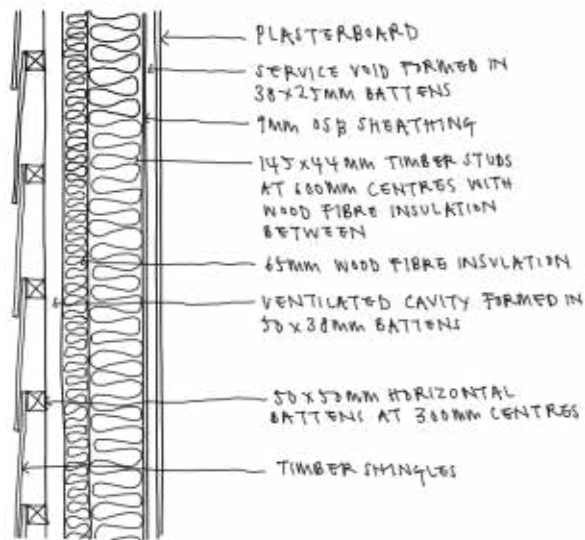 PLASTERBOARD
SERVICE VOID FORMED IN
38x25mm BATTENS
9mm OSB SHEATHING
145x44mm TIMBER STUDS
AT 600mm CENTRES WITH
WOOD FIBRE INSULATION
BETWEEN
65mm WOOD FIBRE INSULATION
VENTILATED CAVITY FORMED IN
50x38mm BATTENS
50x50mm HORIZONTAL
BATTENS AT 300mm CENTRES
TIMBER SHINGLES